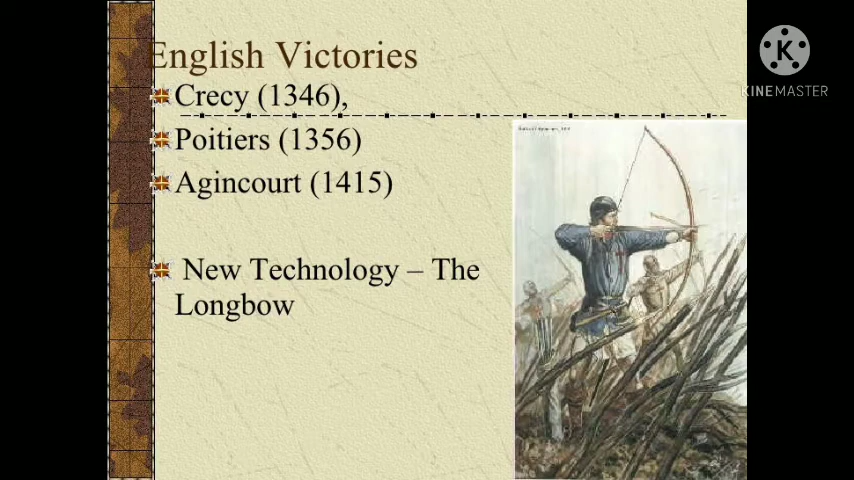 English Victories
Crecy (1346),
Poitiers (1356)
Agincourt (1415)
New Technology – The
Longbow
K
KINEMASTER